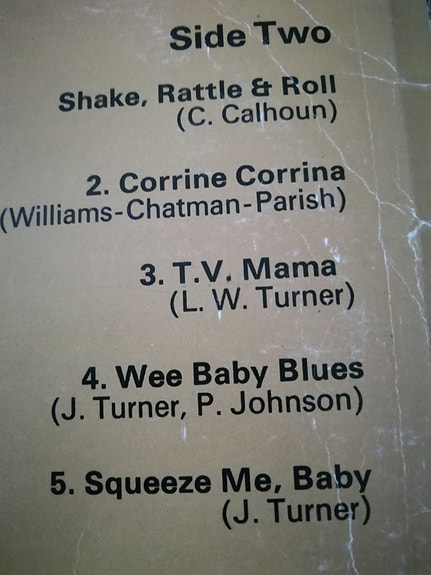 Side Two
Shake, Rattle & Roll
(C. Calhoun)
2. Corrine Corrina
(Williams-Chatman-Parish)
3. T.V. Mama
(L. W. Turner)
4. Wee Baby Blues
(J. Turner, P. Johnson)
5. Squeeze Me, Baby
(J. Turner)